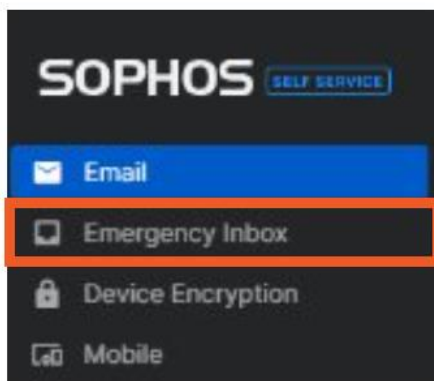 SOPHOS SELF SERVICE
Email
Emergency Inbox
Device Encryption
Mobile